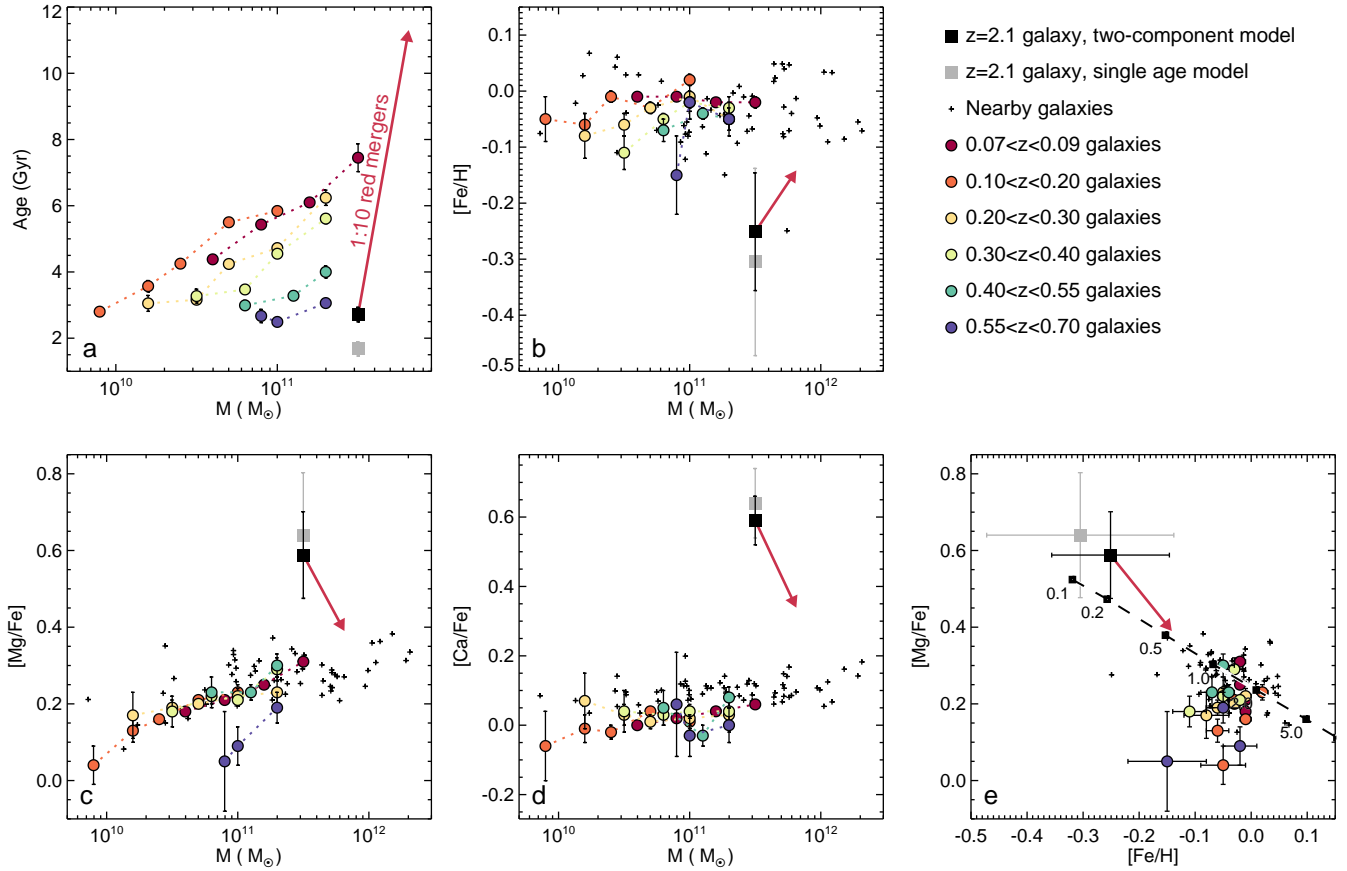 12
10
8
6
4
2
Age (Gyr)
1:10 red mergers
a
10^10
10^11
M ( M☉)
0.1
0.0
-0.1
-0.2
-0.3
-0.4
-0.5
[Fe/H]
b
10^10
10^11
10^12
M ( M☉)
z=2.1 galaxy, two-component model
z=2.1 galaxy, single age model
Nearby galaxies
0.07<z<0.09 galaxies
0.10<z<0.20 galaxies
0.20<z<0.30 galaxies
0.30<z<0.40 galaxies
0.40<z<0.55 galaxies
0.55<z<0.70 galaxies
0.8
0.6
0.4
0.2
0.0
[Mg/Fe]
c
10^10
10^11
10^12
M ( M☉)
0.6
0.4
0.2
0.0
-0.2
[Ca/Fe]
d
10^10
10^11
10^12
M ( M☉)
0.8
0.6
0.4
0.2
0.0
[Mg/Fe]
0.1
0.2
0.5
1.0
5.0
e
-0.5 -0.4 -0.3 -0.2 -0.1 0.0 0.1
[Fe/H]